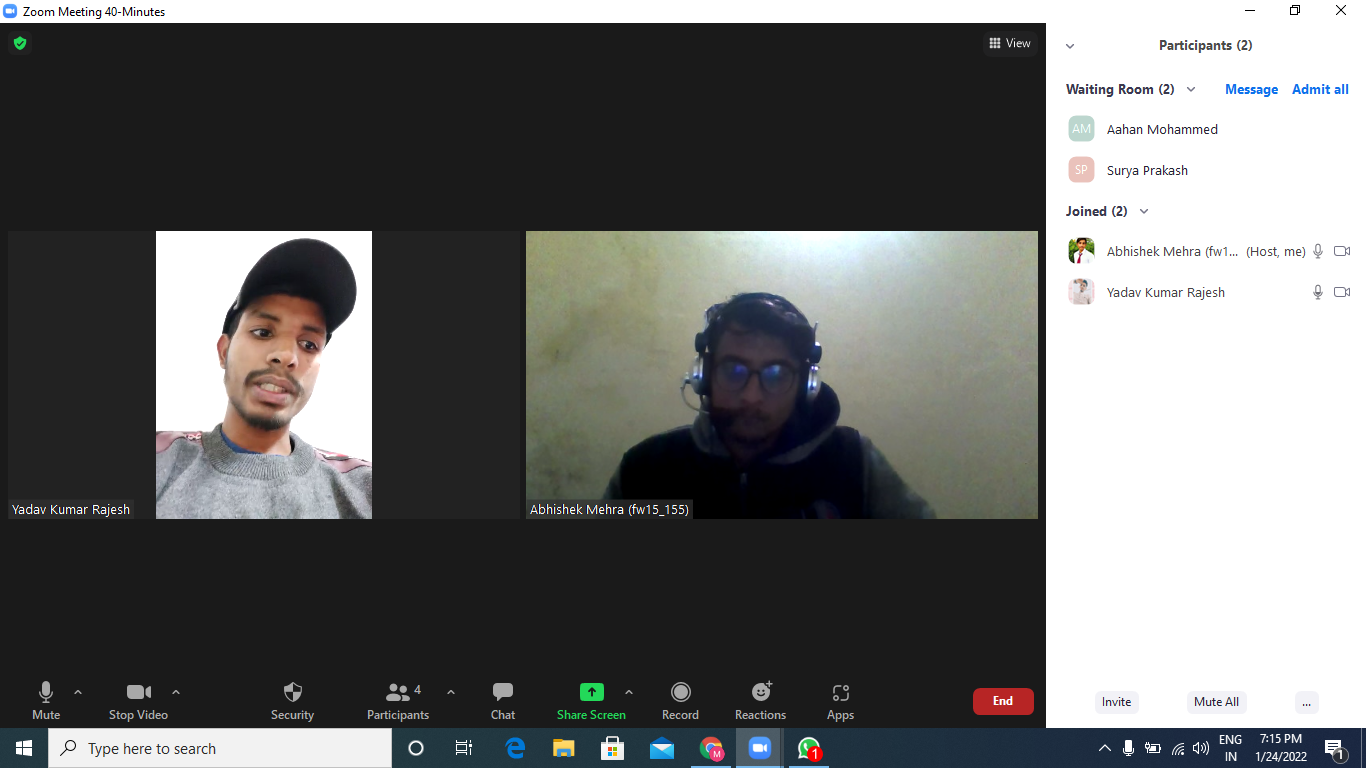 Zoom Meeting 40-Minutes
View
Participants (2)
Waiting Room (2)
Message
Admit all
AM
Aahan Mohammed
SP
Surya Prakash
Joined (2)
Abhishek Mehra (fw1... (Host, me)
Yadav Kumar Rajesh
Yadav Kumar Rajesh
Abhishek Mehra (fw15_155)
Mute
Stop Video
Security
4
Participants
Chat
Share Screen
Record
Reactions
Apps
End
Invite
Mute All
...
Type here to search
M
1
ENG
IN
7:15 PM
1/24/2022
1